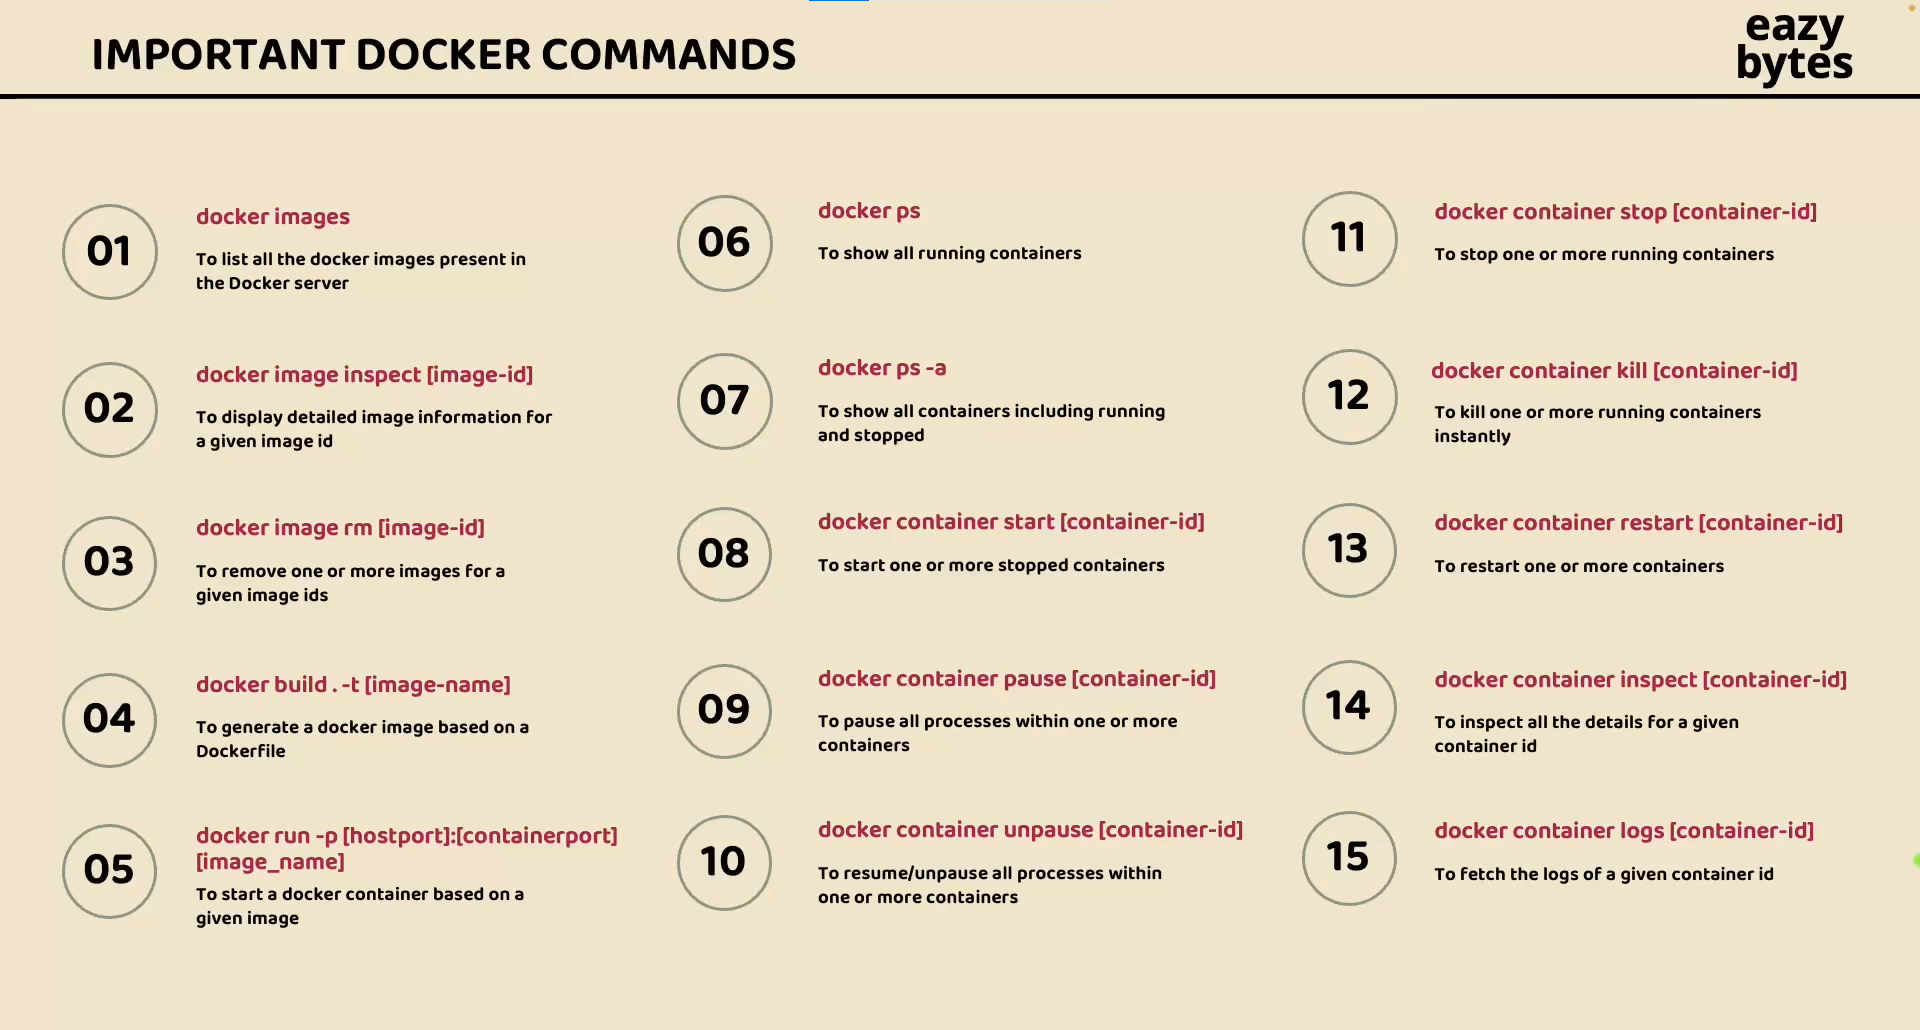 IMPORTANT DOCKER COMMANDS
eazy
bytes
01
docker images
To list all the docker images present in
the Docker server
02
docker image inspect [image-id]
To display detailed image information for
a given image id
03
docker image rm [image-id]
To remove one or more images for a
given image ids
04
docker build . -t [image-name]
To generate a docker image based on a
Dockerfile
05
docker run -p [hostport]:[containerport]
[image_name]
To start a docker container based on a
given image
06
docker ps
To show all running containers
07
docker ps -a
To show all containers including running
and stopped
08
docker container start [container-id]
To start one or more stopped containers
09
docker container pause [container-id]
To pause all processes within one or more
containers
10
docker container unpause [container-id]
To resume/unpause all processes within
one or more containers
11
docker container stop [container-id]
To stop one or more running containers
12
docker container kill [container-id]
To kill one or more running containers
instantly
13
docker container restart [container-id]
To restart one or more containers
14
docker container inspect [container-id]
To inspect all the details for a given
container id
15
docker container logs [container-id]
To fetch the logs of a given container id